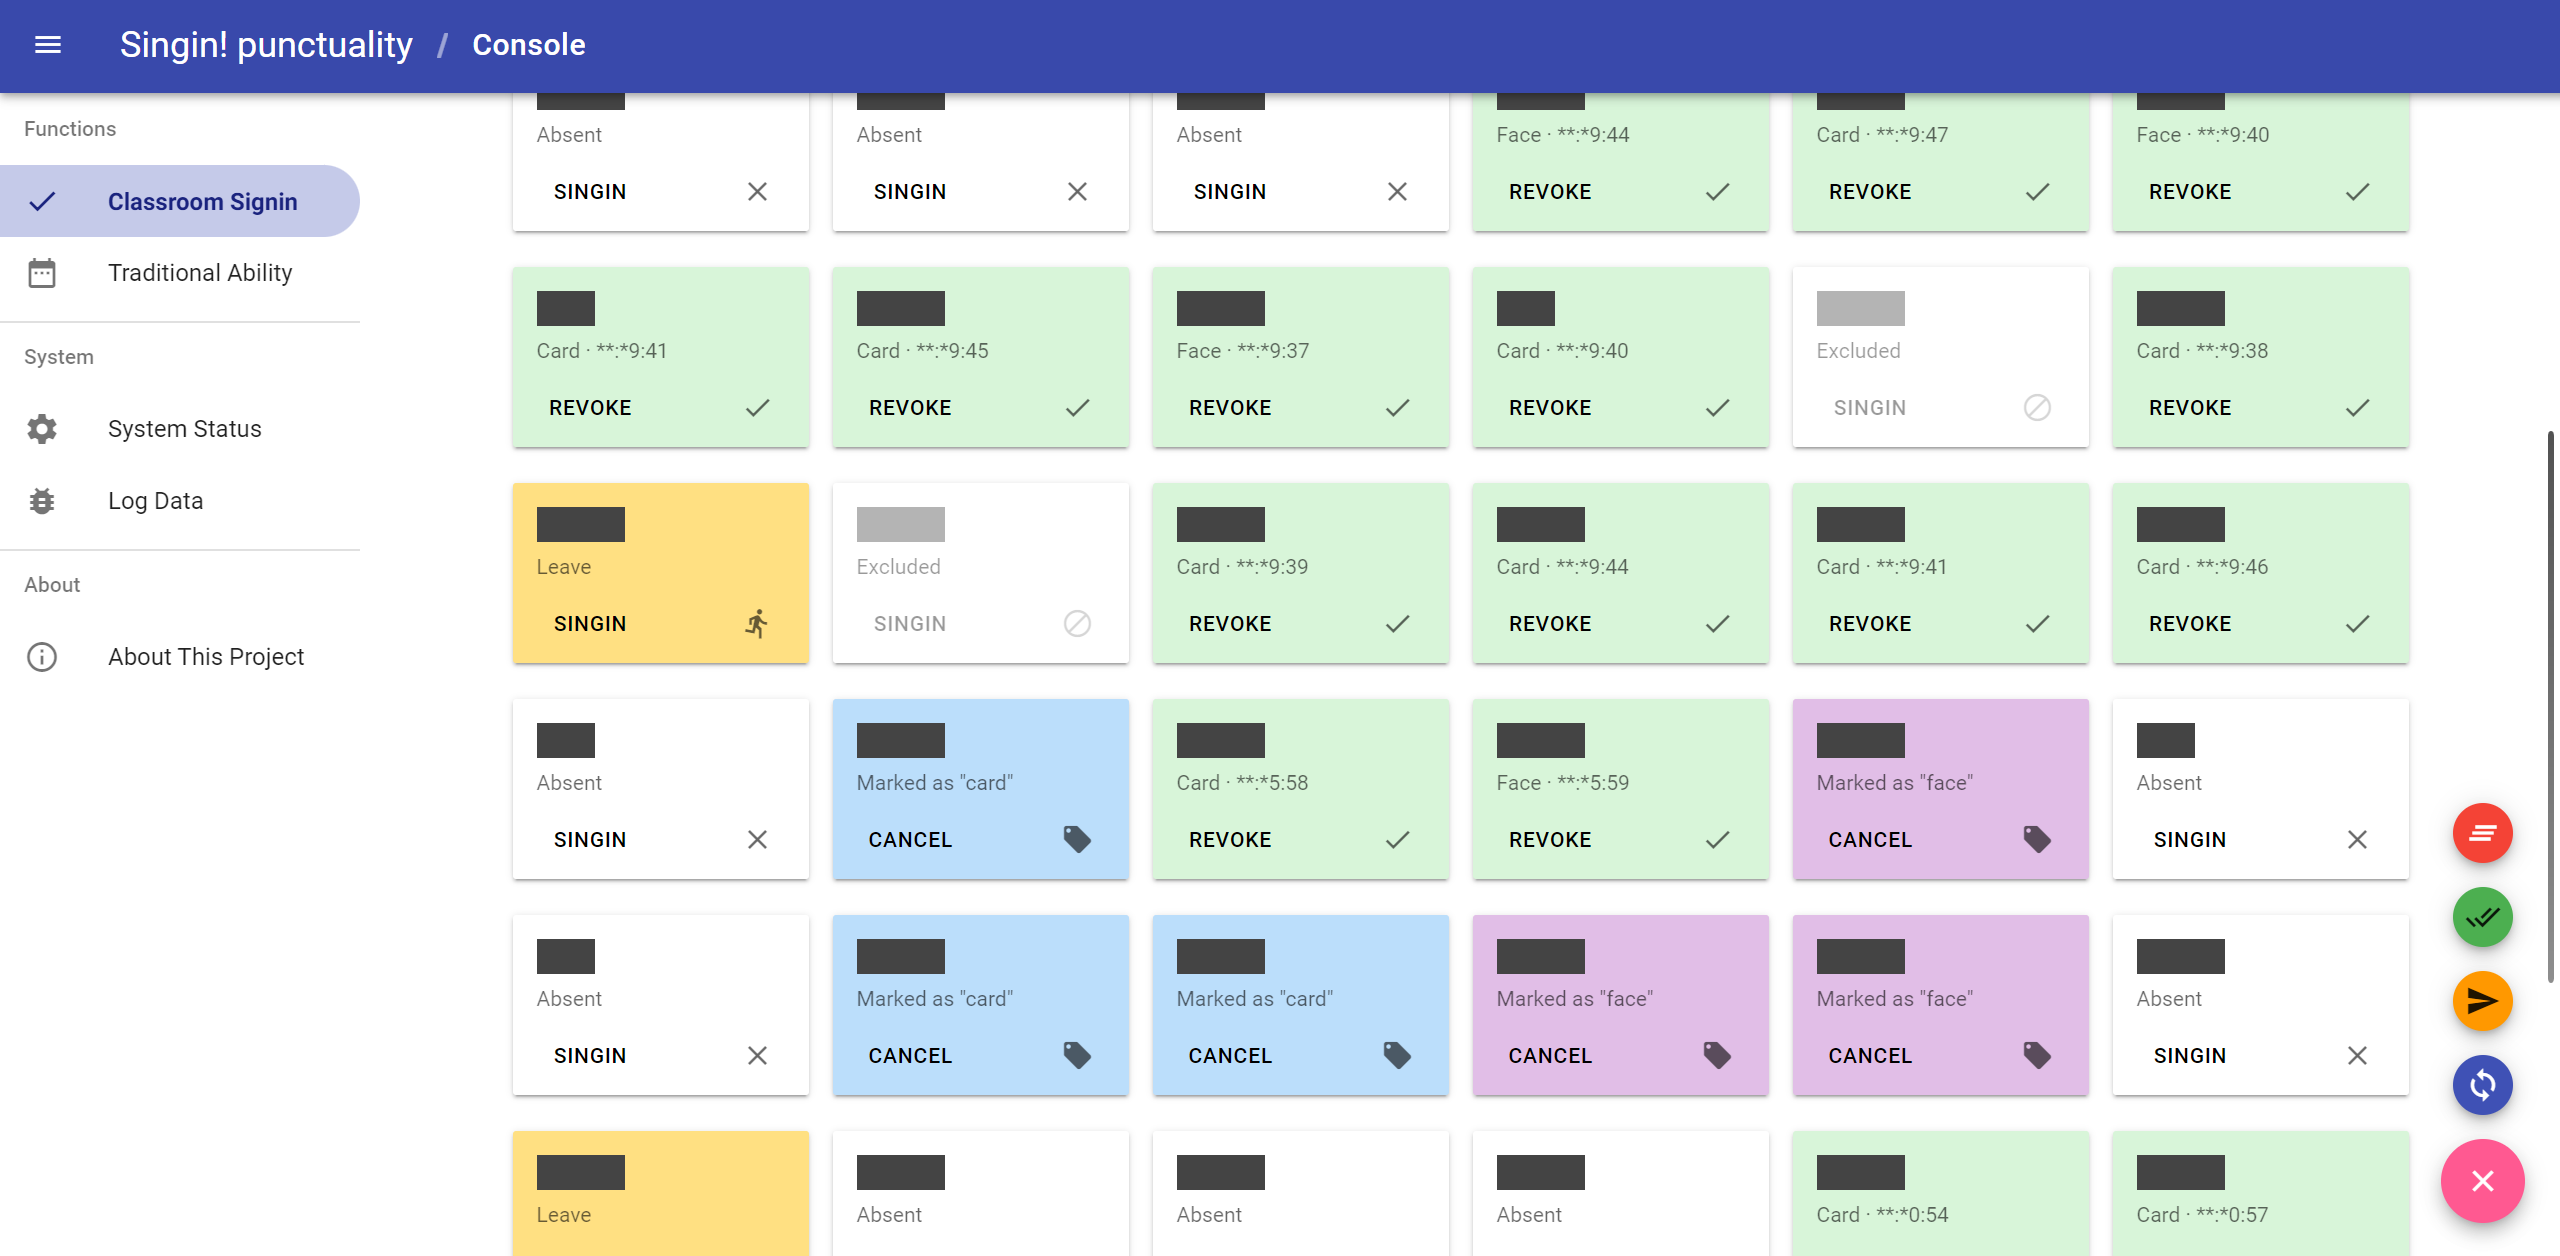 Singin! punctuality / Console
Functions
Classroom Signin
Traditional Ability
System
System Status
Log Data
About
About This Project
Absent
Absent
Absent
Face · **:*9:44
Card · **:*9:47
Face · **:*9:40
SINGIN
SINGIN
SINGIN
REVOKE
REVOKE
REVOKE
Card · **:*9:41
Card · **:*9:45
Face · **:*9:37
Card · **:*9:40
Excluded
Card · **:*9:38
REVOKE
REVOKE
REVOKE
REVOKE
SINGIN
REVOKE
Leave
Excluded
Card · **:*9:39
Card · **:*9:44
Card · **:*9:41
Card · **:*9:46
SINGIN
SINGIN
REVOKE
REVOKE
REVOKE
REVOKE
Absent
Marked as "card"
Card · **:*5:58
Face · **:*5:59
Marked as "face"
Absent
SINGIN
CANCEL
REVOKE
REVOKE
CANCEL
SINGIN
Absent
Marked as "card"
Marked as "card"
Marked as "face"
Marked as "face"
Absent
SINGIN
CANCEL
CANCEL
CANCEL
CANCEL
SINGIN
Leave
Absent
Absent
Absent
Card · **:*0:54
Card · **:*0:57